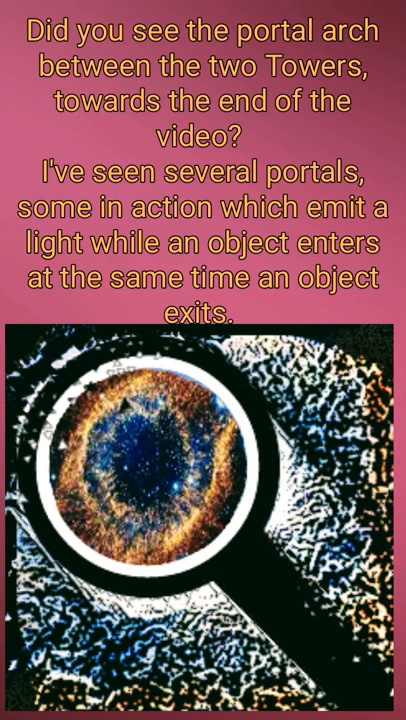 Did you see the portal arch
between the two Towers,
towards the end of the
video?
I've seen several portals,
some in action which emit a
light while an object enters
at the same time an object
exits.